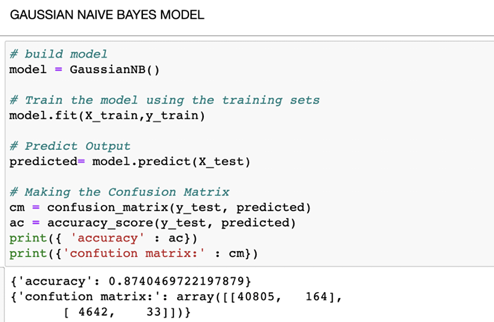 GAUSSIAN NAIVE BAYES MODEL
# build model
model = GaussianNB()
# Train the model using the training sets
model.fit(X_train,y_train)
# Predict Output
predicted= model.predict(X_test)
# Making the Confusion Matrix
cm = confusion_matrix(y_test, predicted)
ac = accuracy_score(y_test, predicted)
print({ 'accuracy' : ac})
print({'confution matrix:' : cm})
{'accuracy': 0.8740469722197879}
{'confution matrix:': array([[40805,   164],
       [ 4642,    33]])}